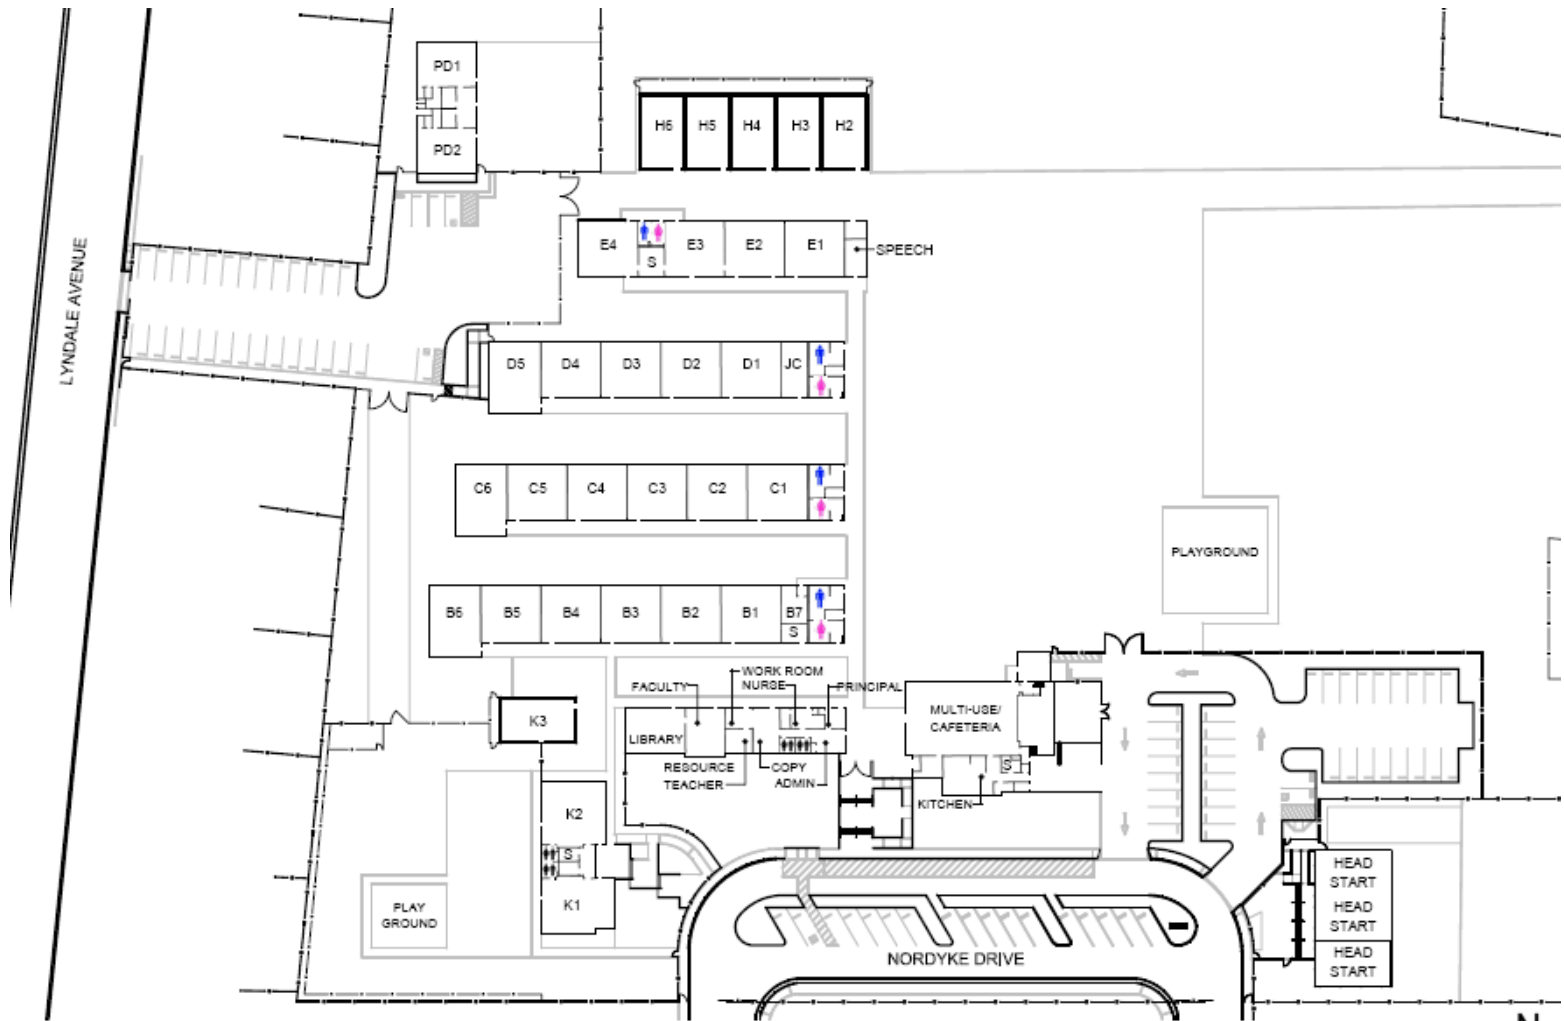 PD1
PD2
H6 H5 H4 H3 H2
E4 E3 E2 E1
S
SPEECH
LYNDALE AVENUE
D5 D4 D3 D2 D1 JC
C6 C5 C4 C3 C2 C1
PLAYGROUND
B6 B5 B4 B3 B2 B1 B7
S
FACULTY
WORK ROOM
NURSE
PRINCIPAL
K3
LIBRARY
MULTI-USE/
CAFETERIA
RESOURCE
TEACHER
COPY
ADMIN
S
KITCHEN
K2
S
K1
PLAY
GROUND
HEAD
START
HEAD
START
HEAD
START
NORDYKE DRIVE